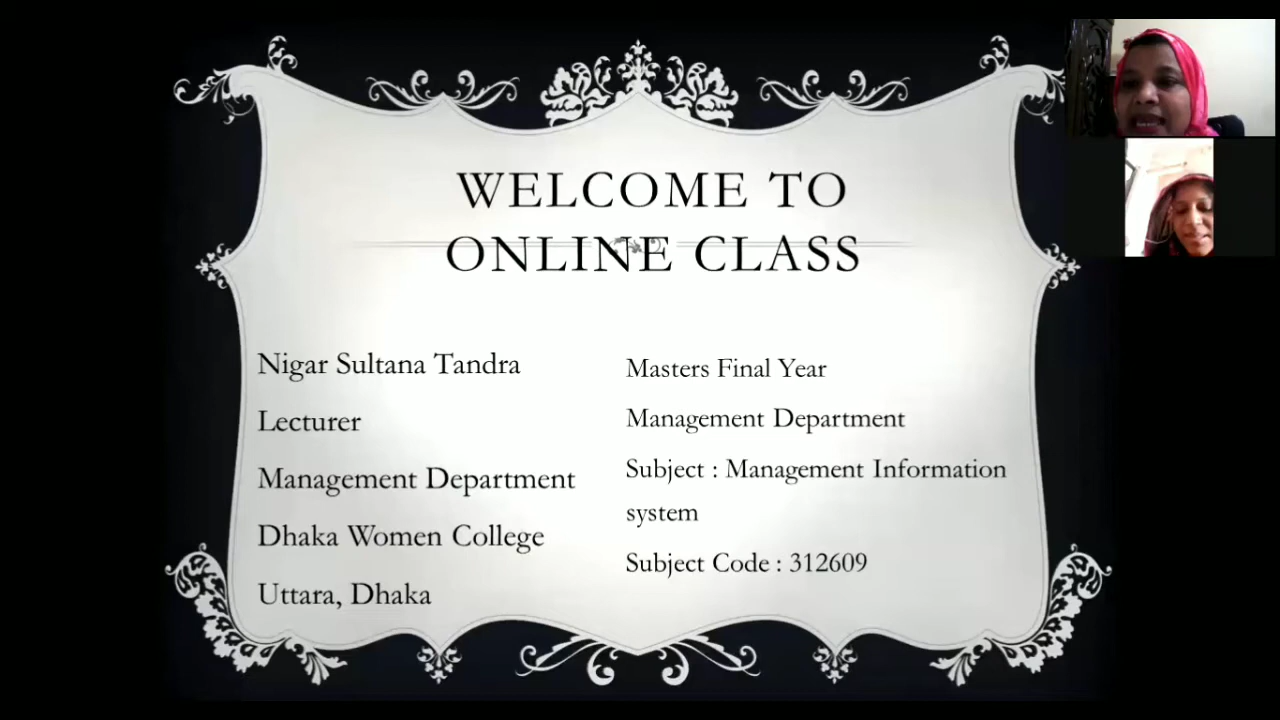 WELCOME TO
ONLINE CLASS
Nigar Sultana Tandra
Lecturer
Management Department
Dhaka Women College
Uttara, Dhaka
Masters Final Year
Management Department
Subject : Management Information
system
Subject Code : 312609